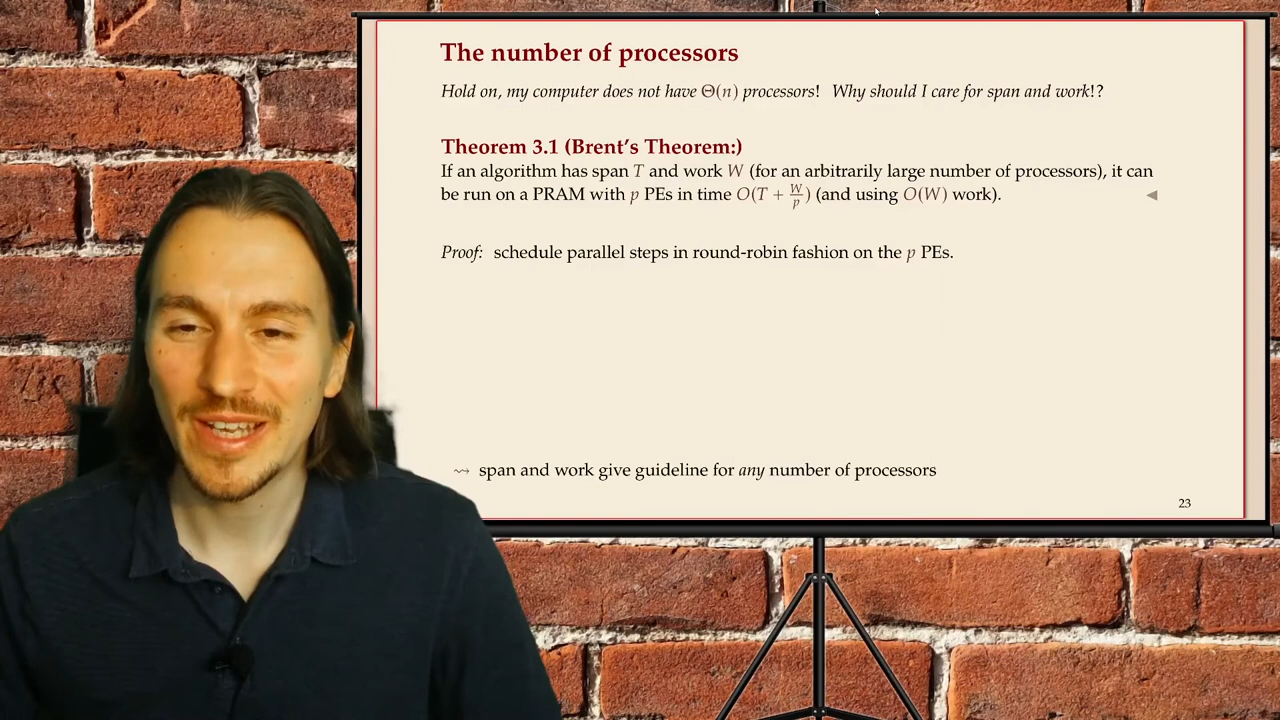 The number of processors
Hold on, my computer does not have Θ(n) processors! Why should I care for span and work!?
Theorem 3.1 (Brent's Theorem:)
If an algorithm has span T and work W (for an arbitrarily large number of processors), it can
be run on a PRAM with p PEs in time O(T + W/p) (and using O(W) work). ◀
Proof: schedule parallel steps in round-robin fashion on the p PEs.
⇝ span and work give guideline for any number of processors
23